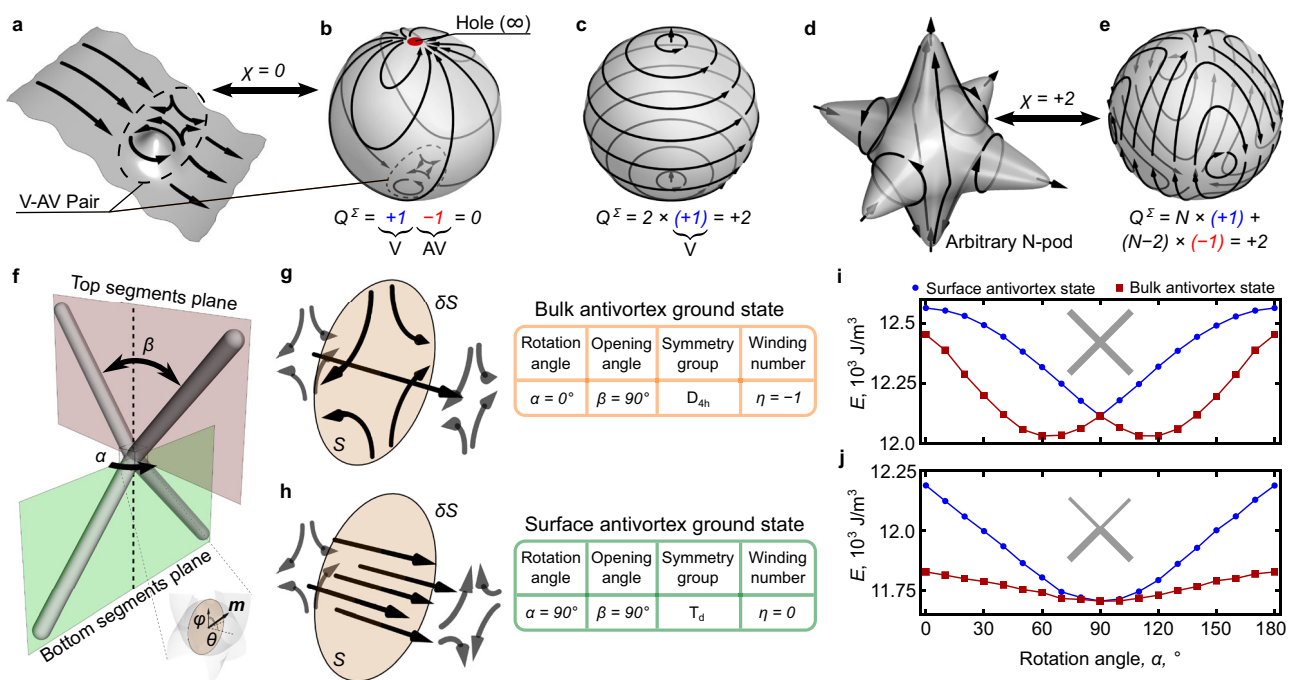 a
b
Hole (∞)
c
d
e
χ = 0
χ = +2
V-AV Pair
Q^Σ = +1 −1 = 0
V AV
Q^Σ = 2 × (+1) = +2
V
Arbitrary N-pod
Q^Σ = N × (+1) +
(N−2) × (−1) = +2
f
Top segments plane
β
α
Bottom segments plane
m
φ
θ
g
δS
S
Bulk antivortex ground state
Rotation angle
Opening angle
Symmetry group
Winding number
α = 0°
β = 90°
D4h
η = −1
h
δS
S
Surface antivortex ground state
Rotation angle
Opening angle
Symmetry group
Winding number
α = 90°
β = 90°
Td
η = 0
i
Surface antivortex state
Bulk antivortex state
E, 10³ J/m³
12.5
12.25
12.0
j
E, 10³ J/m³
12.25
12.0
11.75
0 30 60 90 120 150 180
Rotation angle, α, °